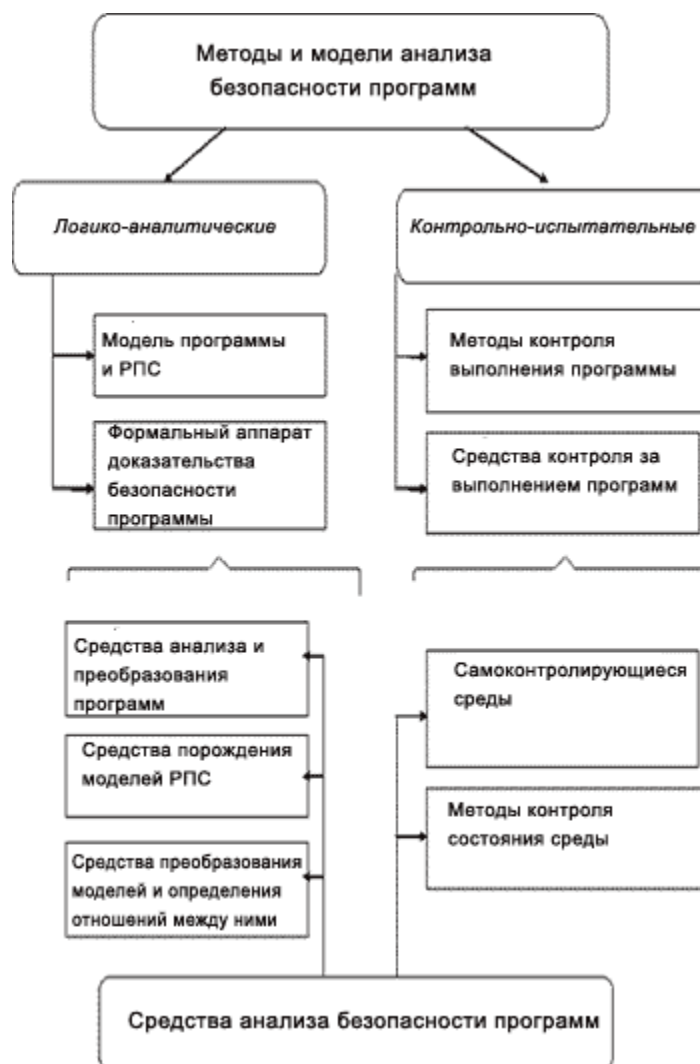 Методы и модели анализа
безопасности программ
Логико-аналитические
Контрольно-испытательные
Модель программы
и РПС
Методы контроля
выполнения программы
Формальный аппарат
доказательства
безопасности
программы
Средства контроля за
выполнением программ
Средства анализа и
преобразования
программ
Самоконтролирующиеся
среды
Средства порождения
моделей РПС
Методы контроля
состояния среды
Средства преобразования
моделей и определения
отношений между ними
Средства анализа безопасности программ